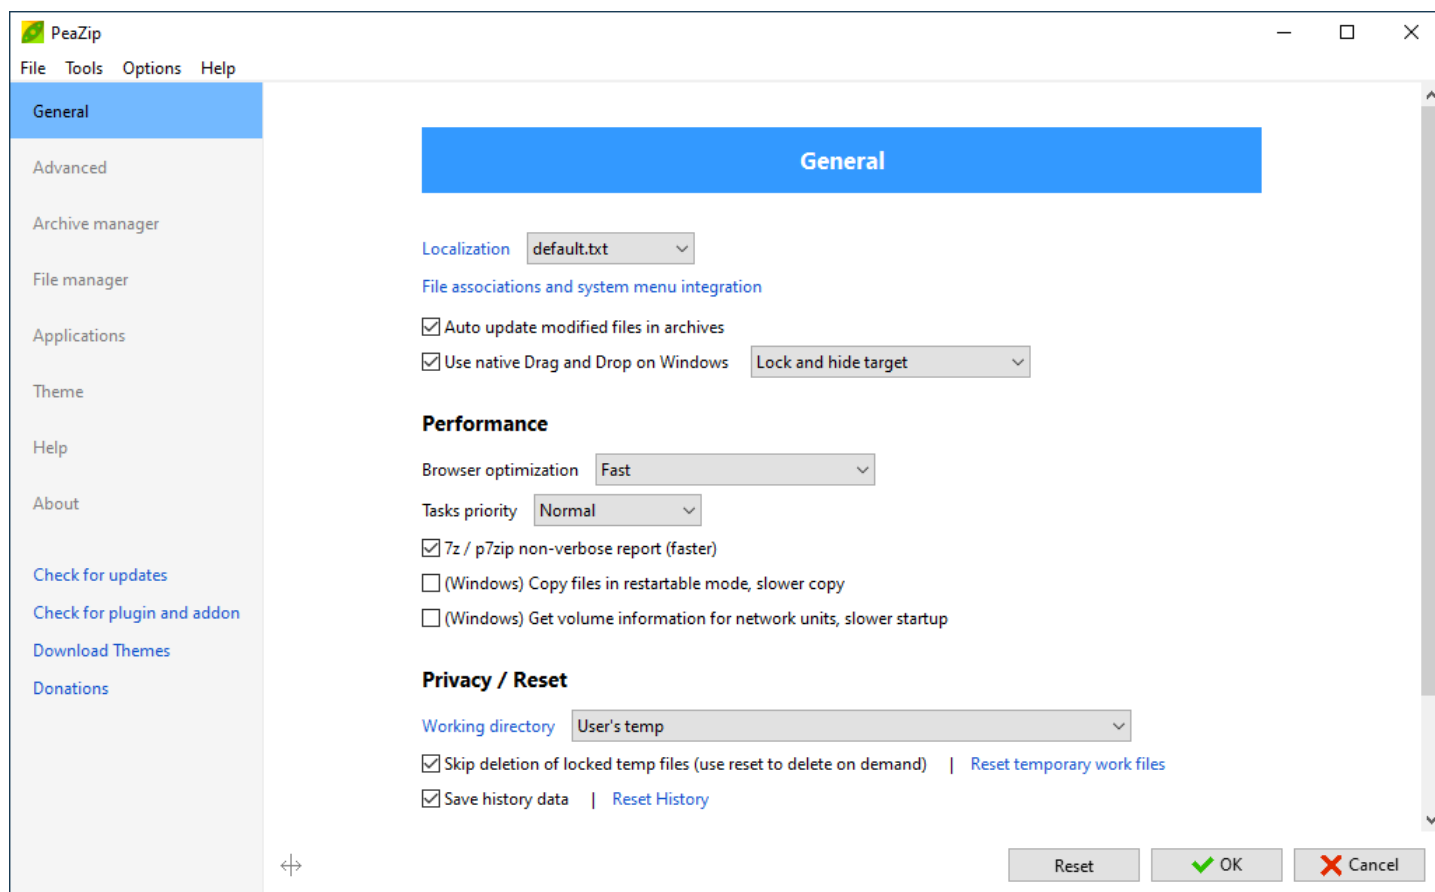 PeaZip
File Tools Options Help
General
Advanced
Archive manager
File manager
Applications
Theme
Help
About
Check for updates
Check for plugin and addon
Download Themes
Donations
General
Localization default.txt
File associations and system menu integration
Auto update modified files in archives
Use native Drag and Drop on Windows Lock and hide target
Performance
Browser optimization Fast
Tasks priority Normal
7z / p7zip non-verbose report (faster)
(Windows) Copy files in restartable mode, slower copy
(Windows) Get volume information for network units, slower startup
Privacy / Reset
Working directory User's temp
Skip deletion of locked temp files (use reset to delete on demand) | Reset temporary work files
Save history data | Reset History
Reset OK Cancel